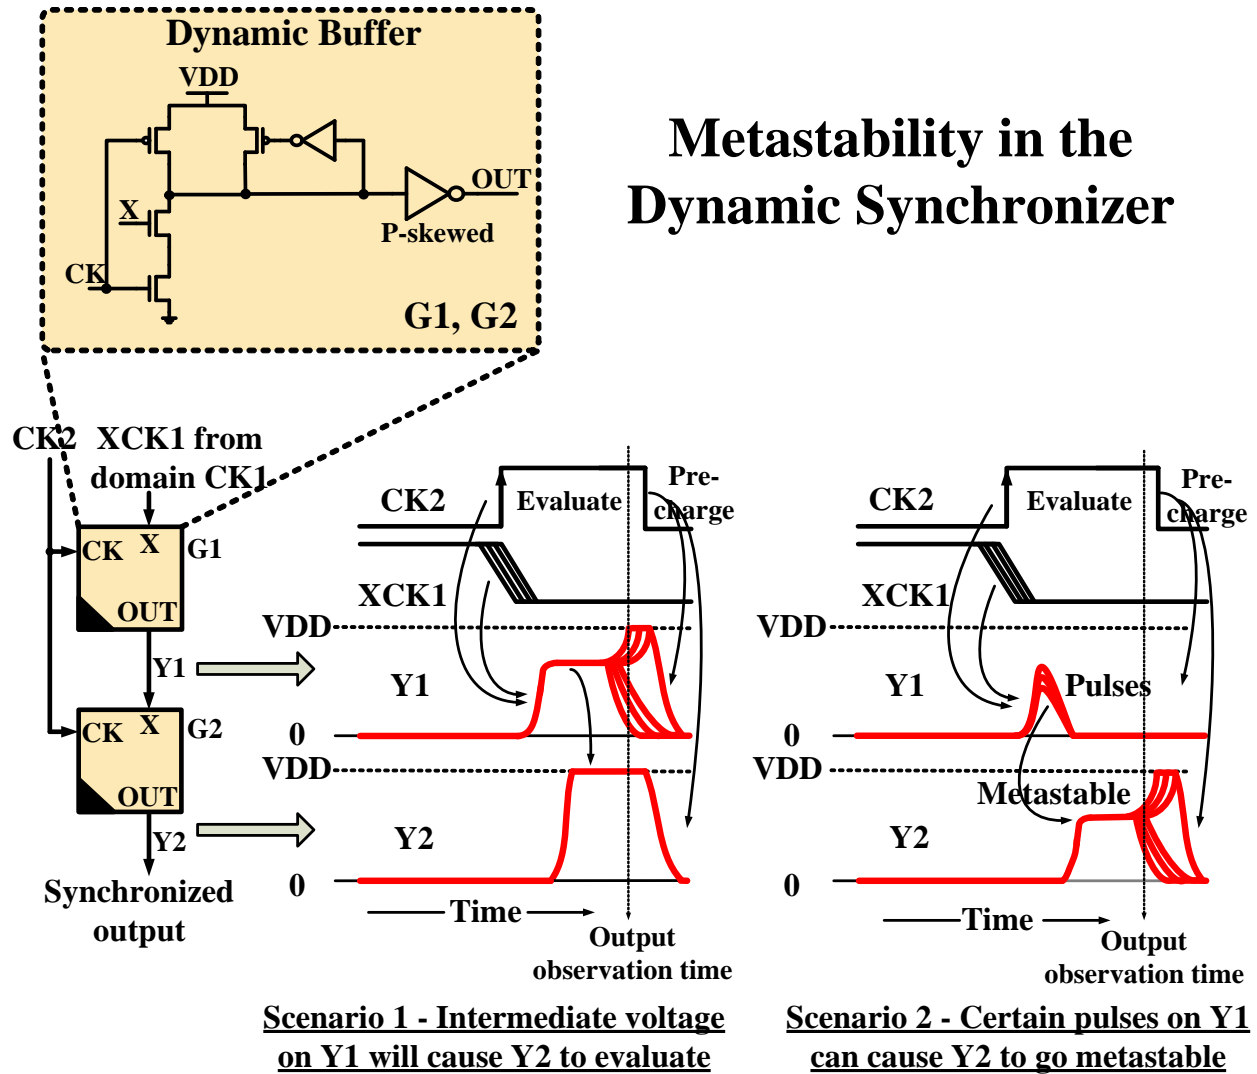 Dynamic Buffer
VDD
X
CK
OUT
P-skewed
G1, G2
Metastability in the
Dynamic Synchronizer
CK2
XCK1 from
domain CK1
CK
X
G1
OUT
Y1
CK
X
G2
OUT
Y2
Synchronized
output
CK2
Evaluate
Pre-
charge
XCK1
VDD
Y1
0
VDD
Y2
0
Time
Output
observation time
Scenario 1 - Intermediate voltage
on Y1 will cause Y2 to evaluate
CK2
Evaluate
Pre-
charge
XCK1
VDD
Y1
Pulses
0
VDD
Metastable
Y2
0
Time
Output
observation time
Scenario 2 - Certain pulses on Y1
can cause Y2 to go metastable